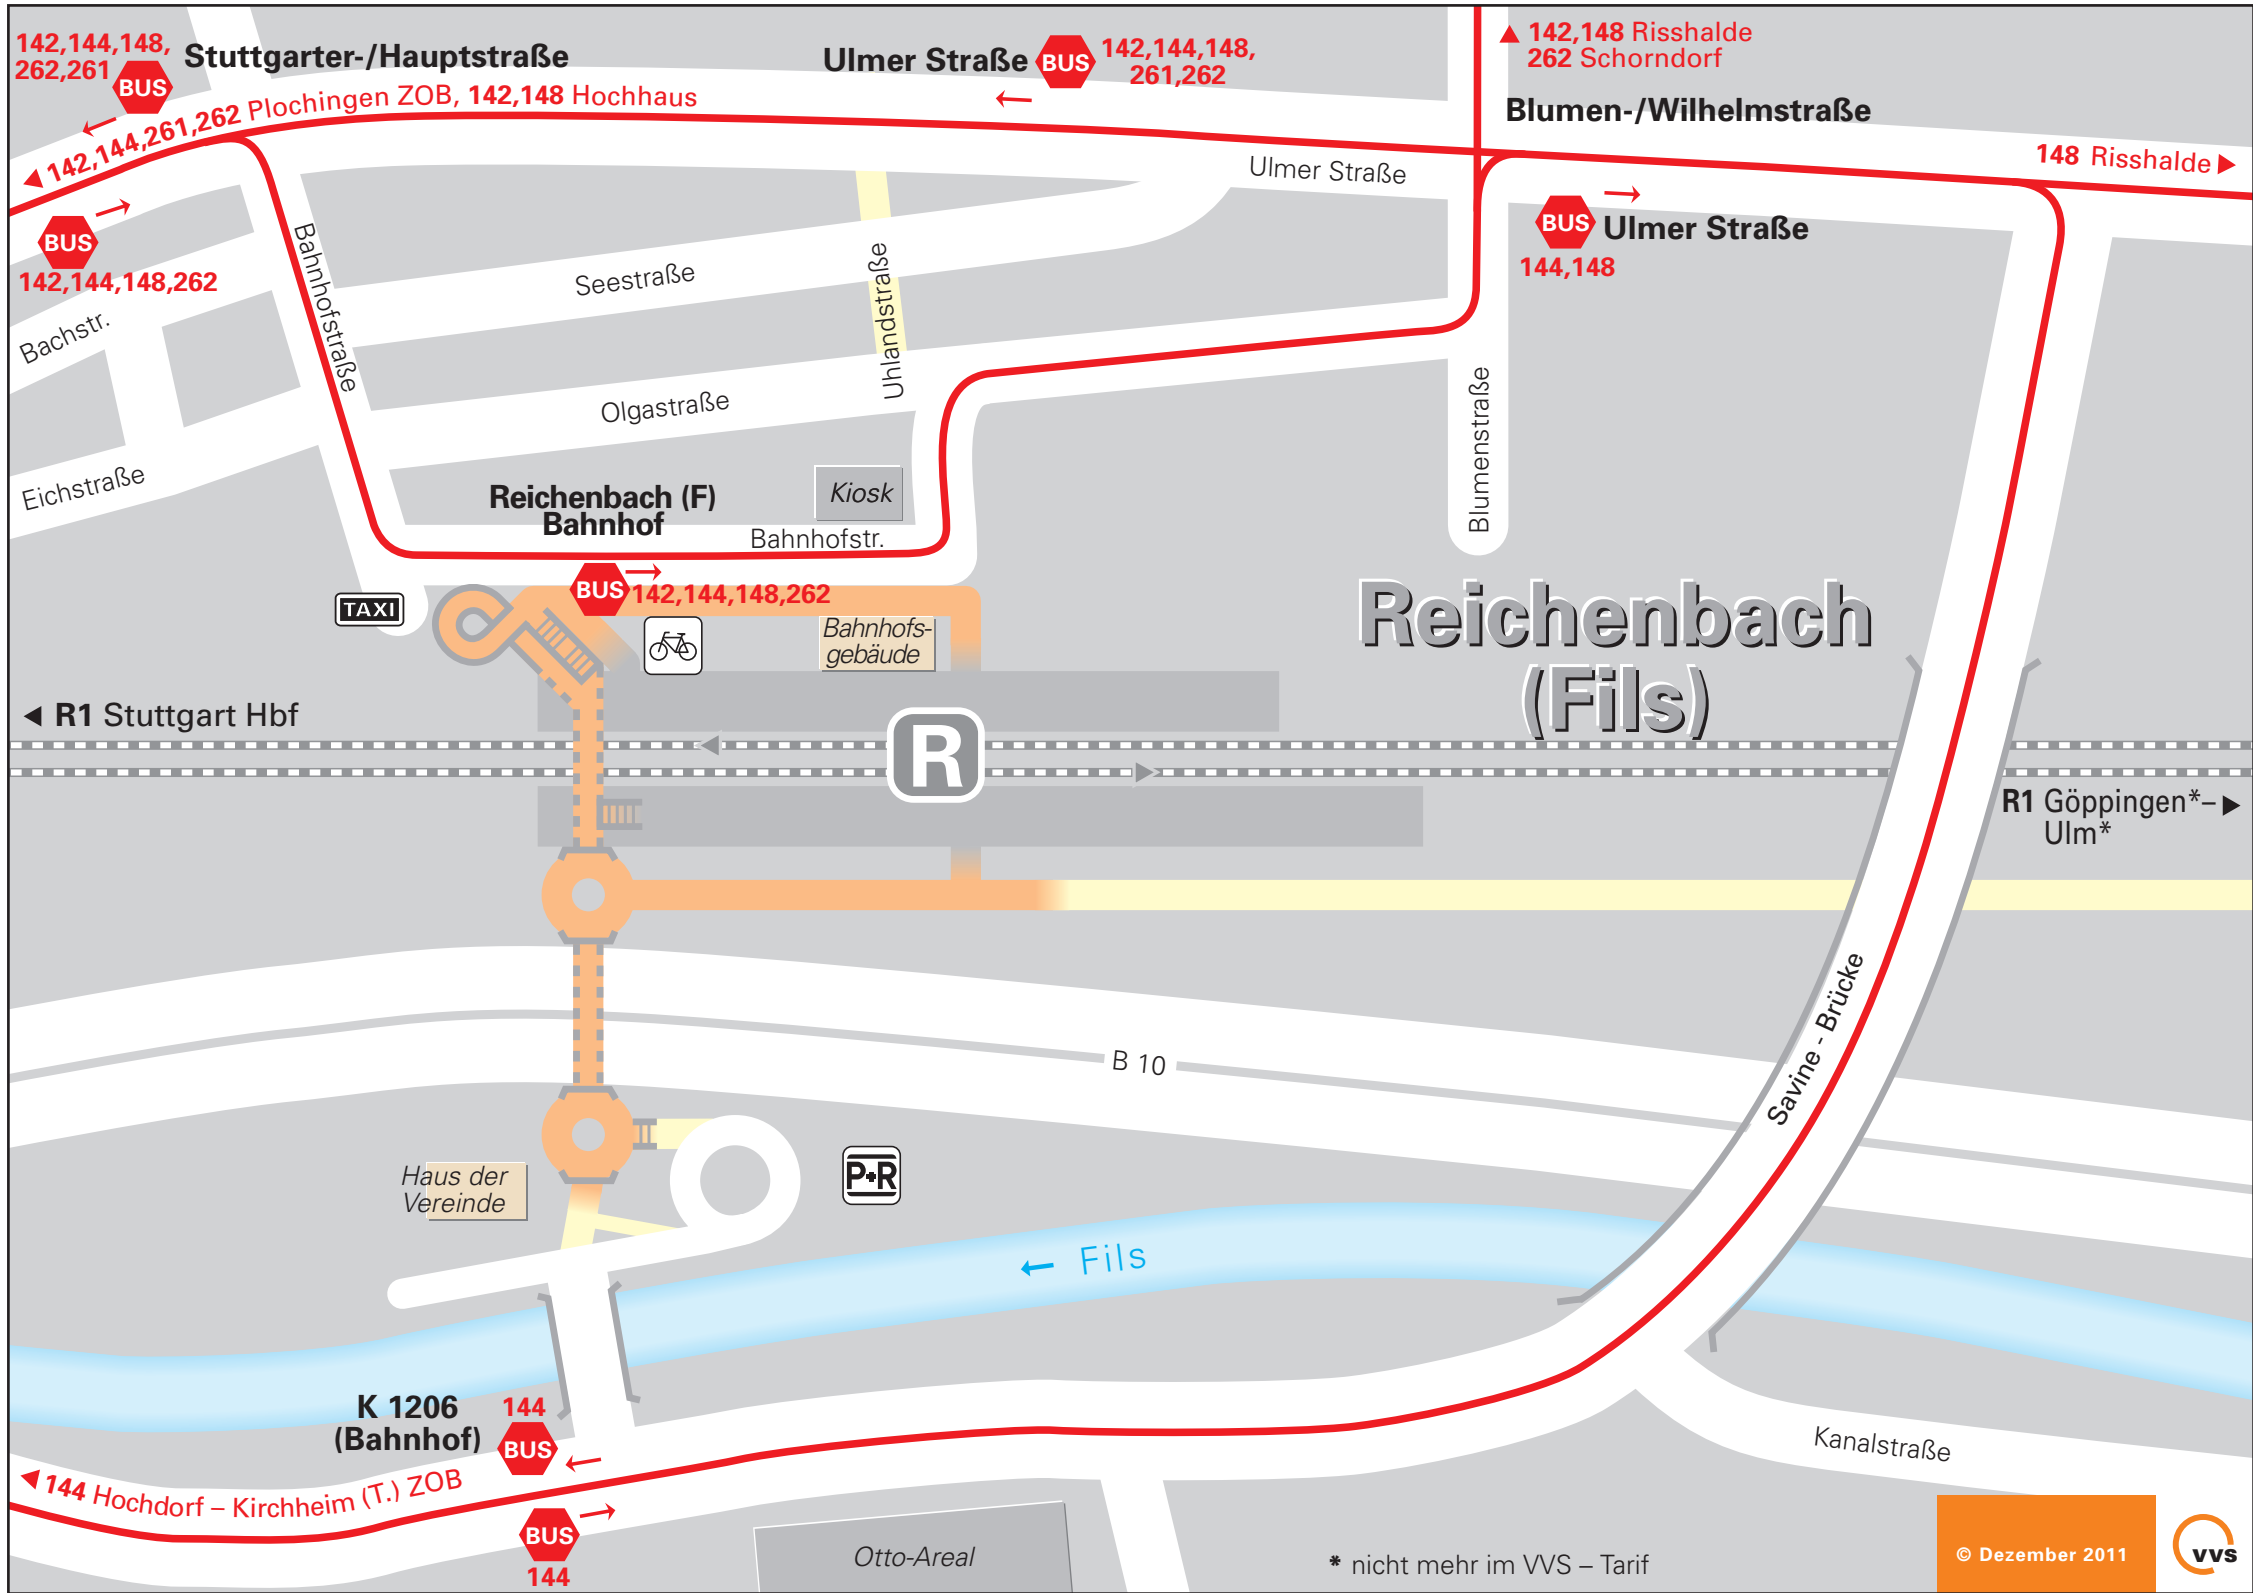 142,144,148,
262,261
BUS
Stuttgarter-/Hauptstraße
142,144,261,262 Plochingen ZOB, 142,148 Hochhaus
Ulmer Straße
BUS
142,144,148,
261,262
142,148 Risshalde
262 Schorndorf
Blumen-/Wilhelmstraße
148 Risshalde
Ulmer Straße
BUS
Ulmer Straße
144,148
BUS
142,144,148,262
Bachstr.
Bahnhofstraße
Seestraße
Uhlandstraße
Olgastraße
Blumenstraße
Eichstraße
Reichenbach (F)
Bahnhof
Kiosk
Bahnhofstr.
BUS
142,144,148,262
TAXI
Bahnhofs-
gebäude
Reichenbach
(Fils)
R1 Stuttgart Hbf
R
R1 Göppingen*–
Ulm*
Savine - Brücke
B 10
Haus der
Vereinde
P+R
Fils
K 1206
(Bahnhof)
144
BUS
144 Hochdorf – Kirchheim (T.) ZOB
BUS
144
Kanalstraße
Otto-Areal
* nicht mehr im VVS – Tarif
© Dezember 2011
vvs